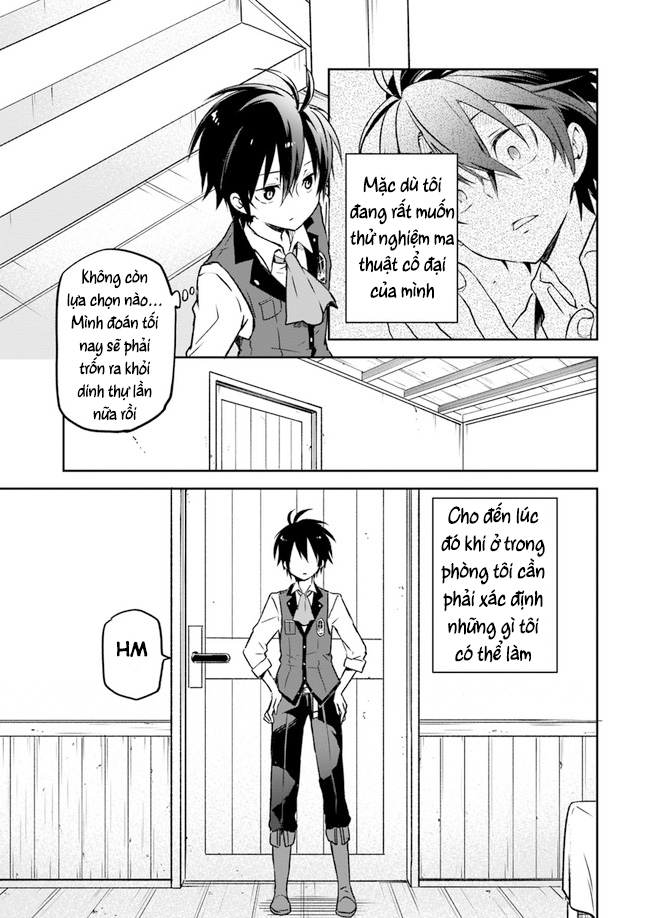 Mặc dù tôi
đang rất muốn
thử nghiệm ma
thuật cổ đại
của mình
Không còn
lựa chọn nào...
Mình đoán tối
nay sẽ phải
trốn ra khỏi
dinh thự lần
nữa rồi
Cho đến lúc
đó khi ở trong
phòng tôi cần
phải xác định
những gì tôi
có thể làm
HM